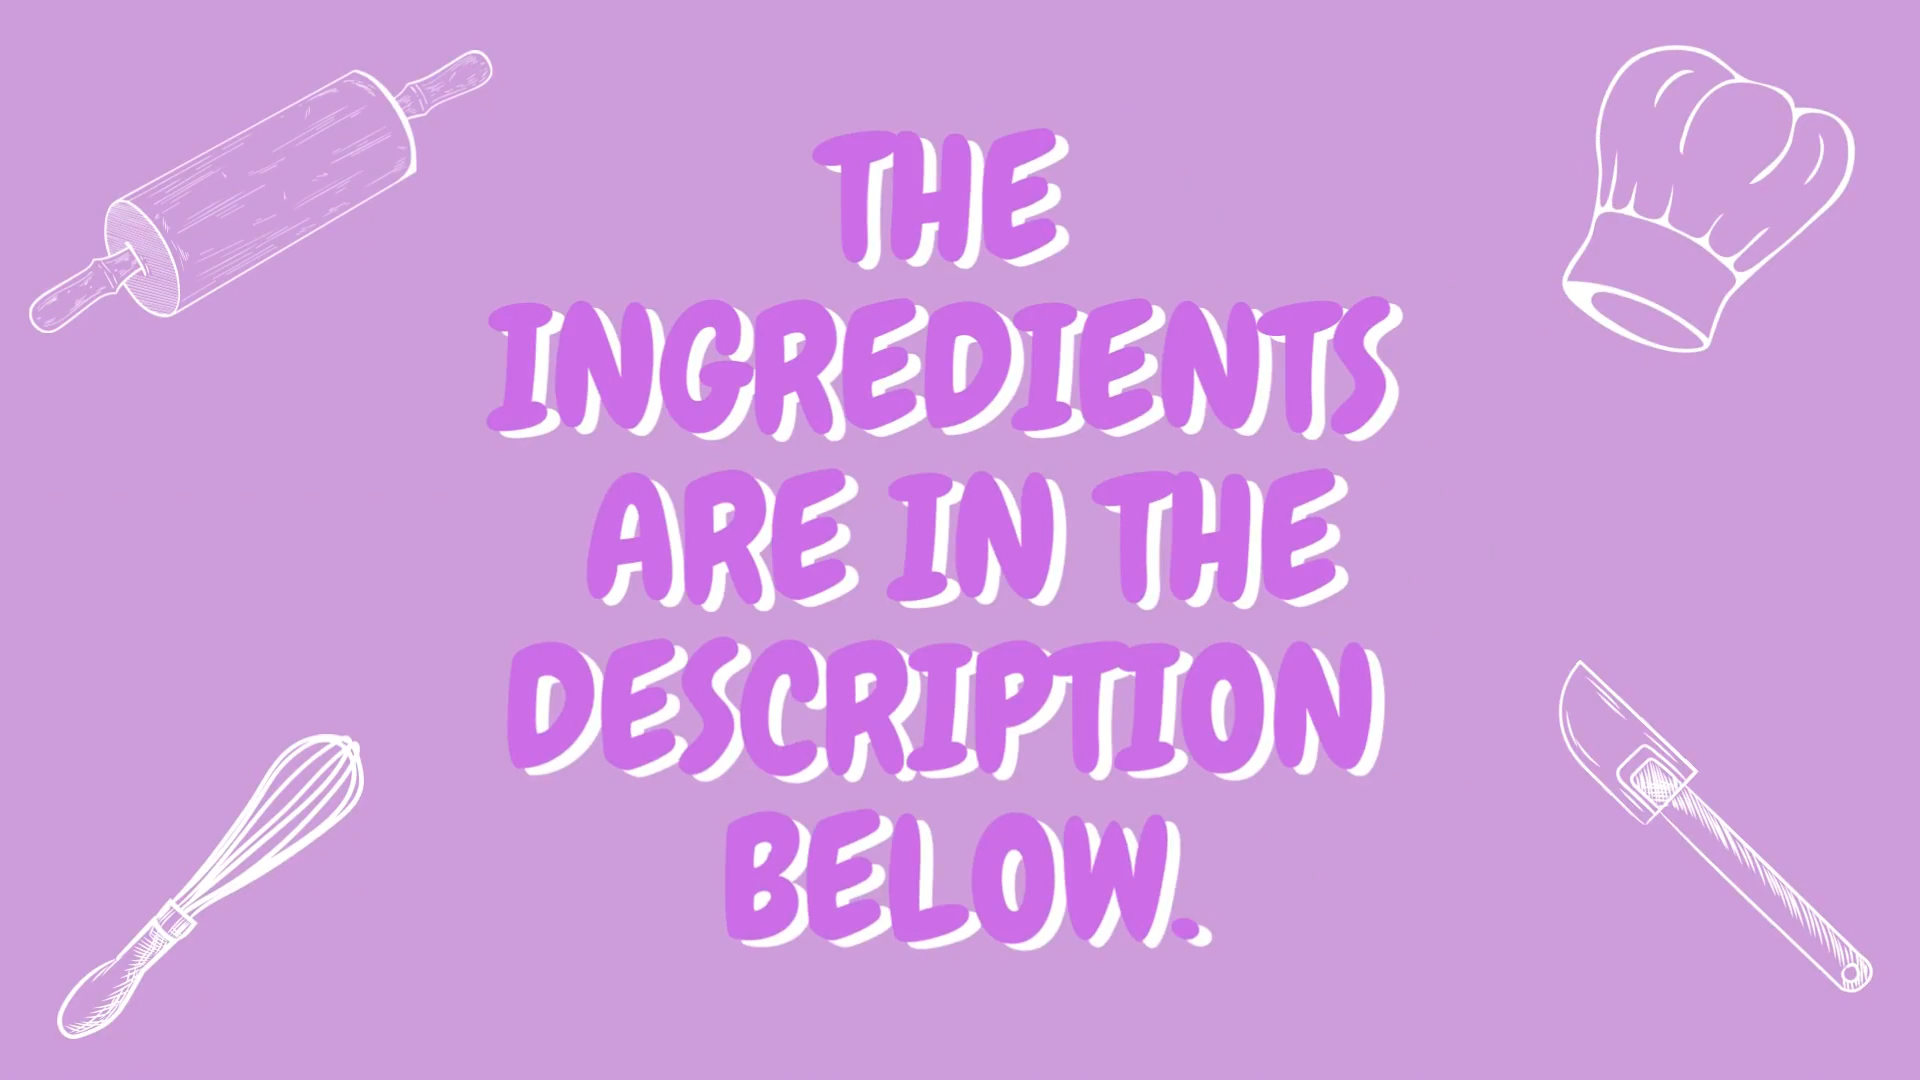 THE
INGREDIENTS
ARE IN THE
DESCRIPTION
BELOW.